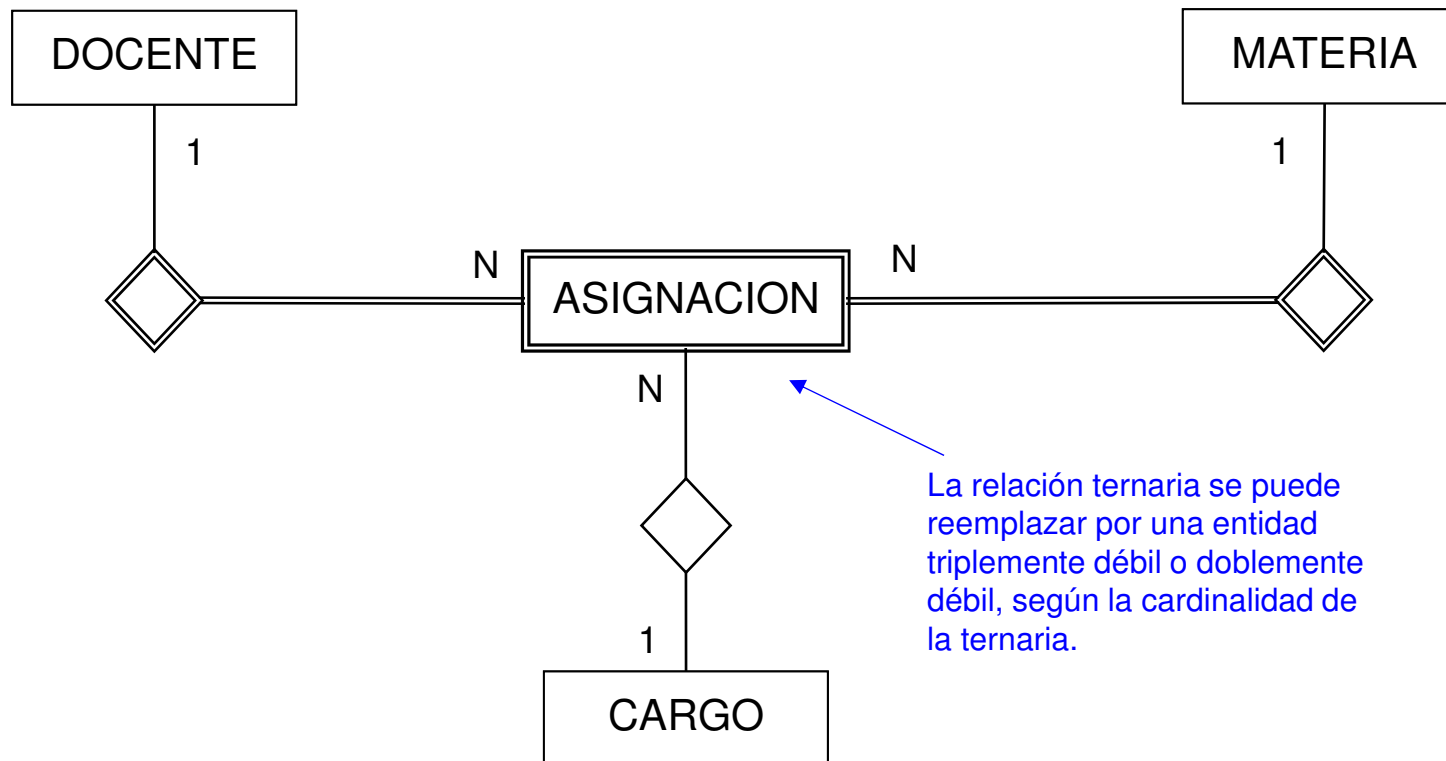 DOCENTE
MATERIA
1
1
N
N
ASIGNACION
N
La relación ternaria se puede
reemplazar por una entidad
triplemente débil o doblemente
débil, según la cardinalidad de
la ternaria.
1
CARGO